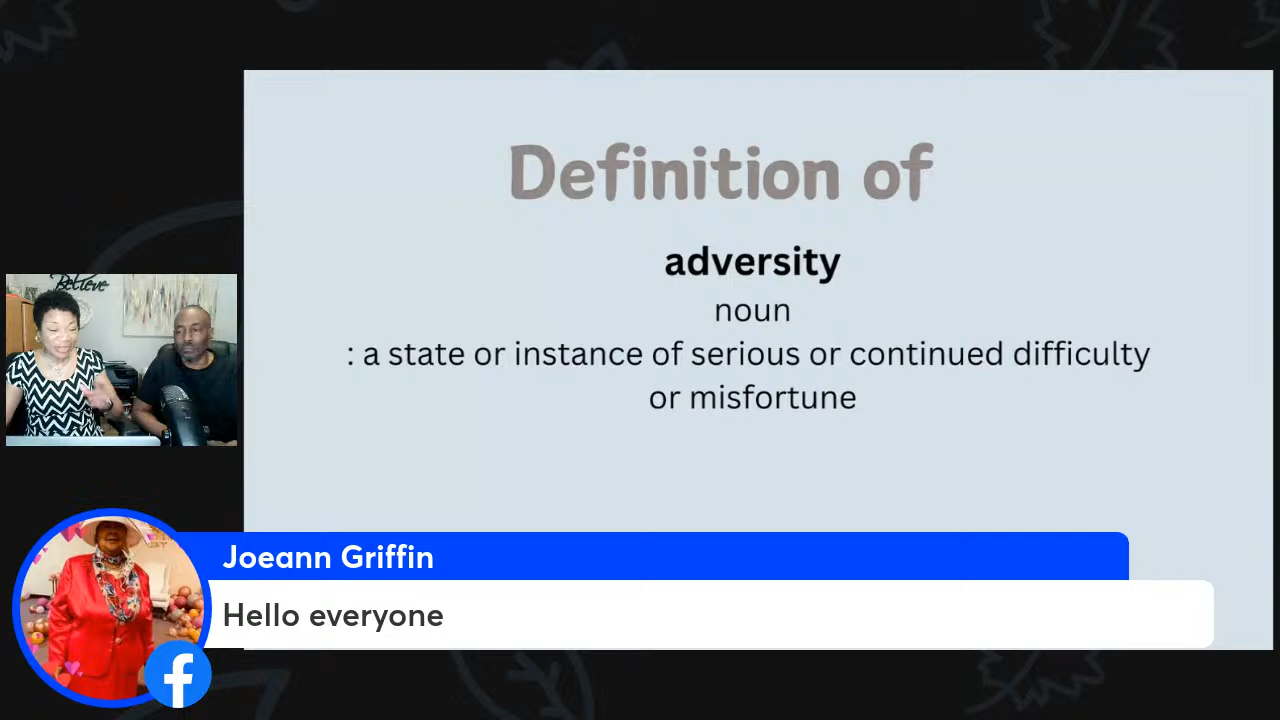 Definition of
adversity
noun
: a state or instance of serious or continued difficulty
or misfortune
Believe
Joeann Griffin
Hello everyone